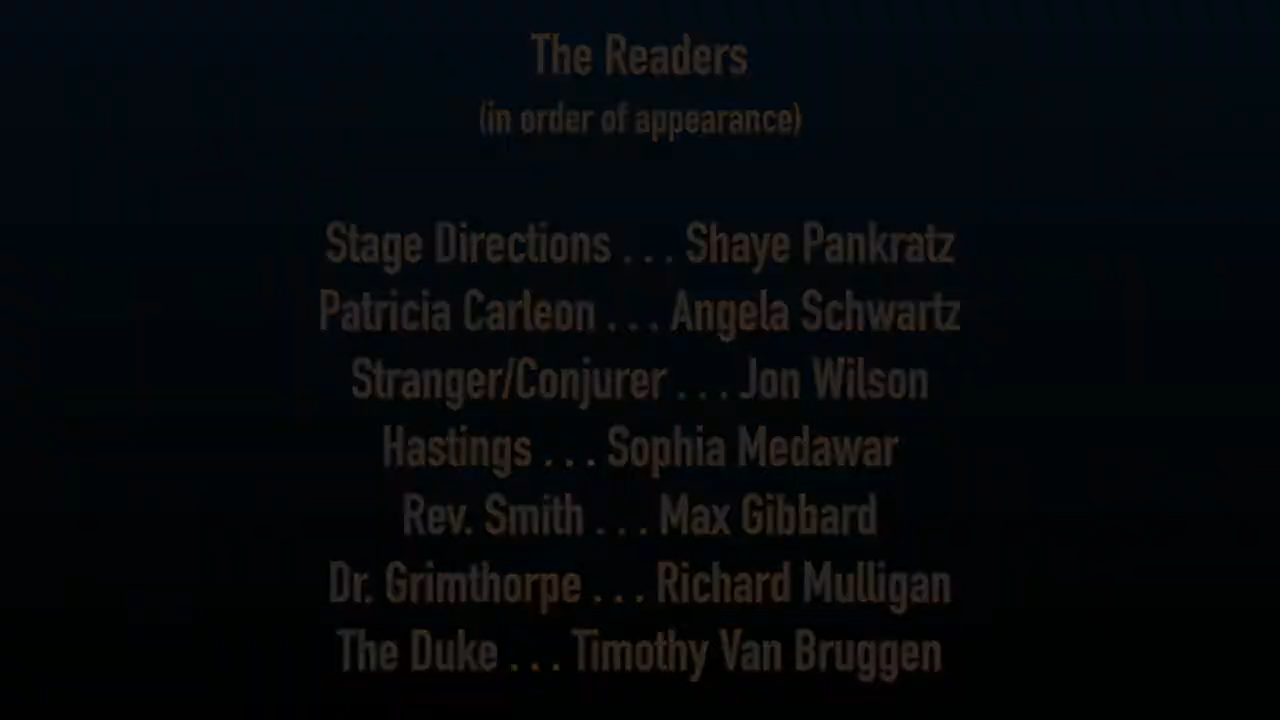 The Readers
(in order of appearance)
Stage Directions . . . Shaye Pankratz
Patricia Carleon . . . Angela Schwartz
Stranger/Conjurer . . . Jon Wilson
Hastings . . . Sophia Medawar
Rev. Smith . . . Max Gibbard
Dr. Grimthorpe . . . Richard Mulligan
The Duke . . . Timothy Van Bruggen